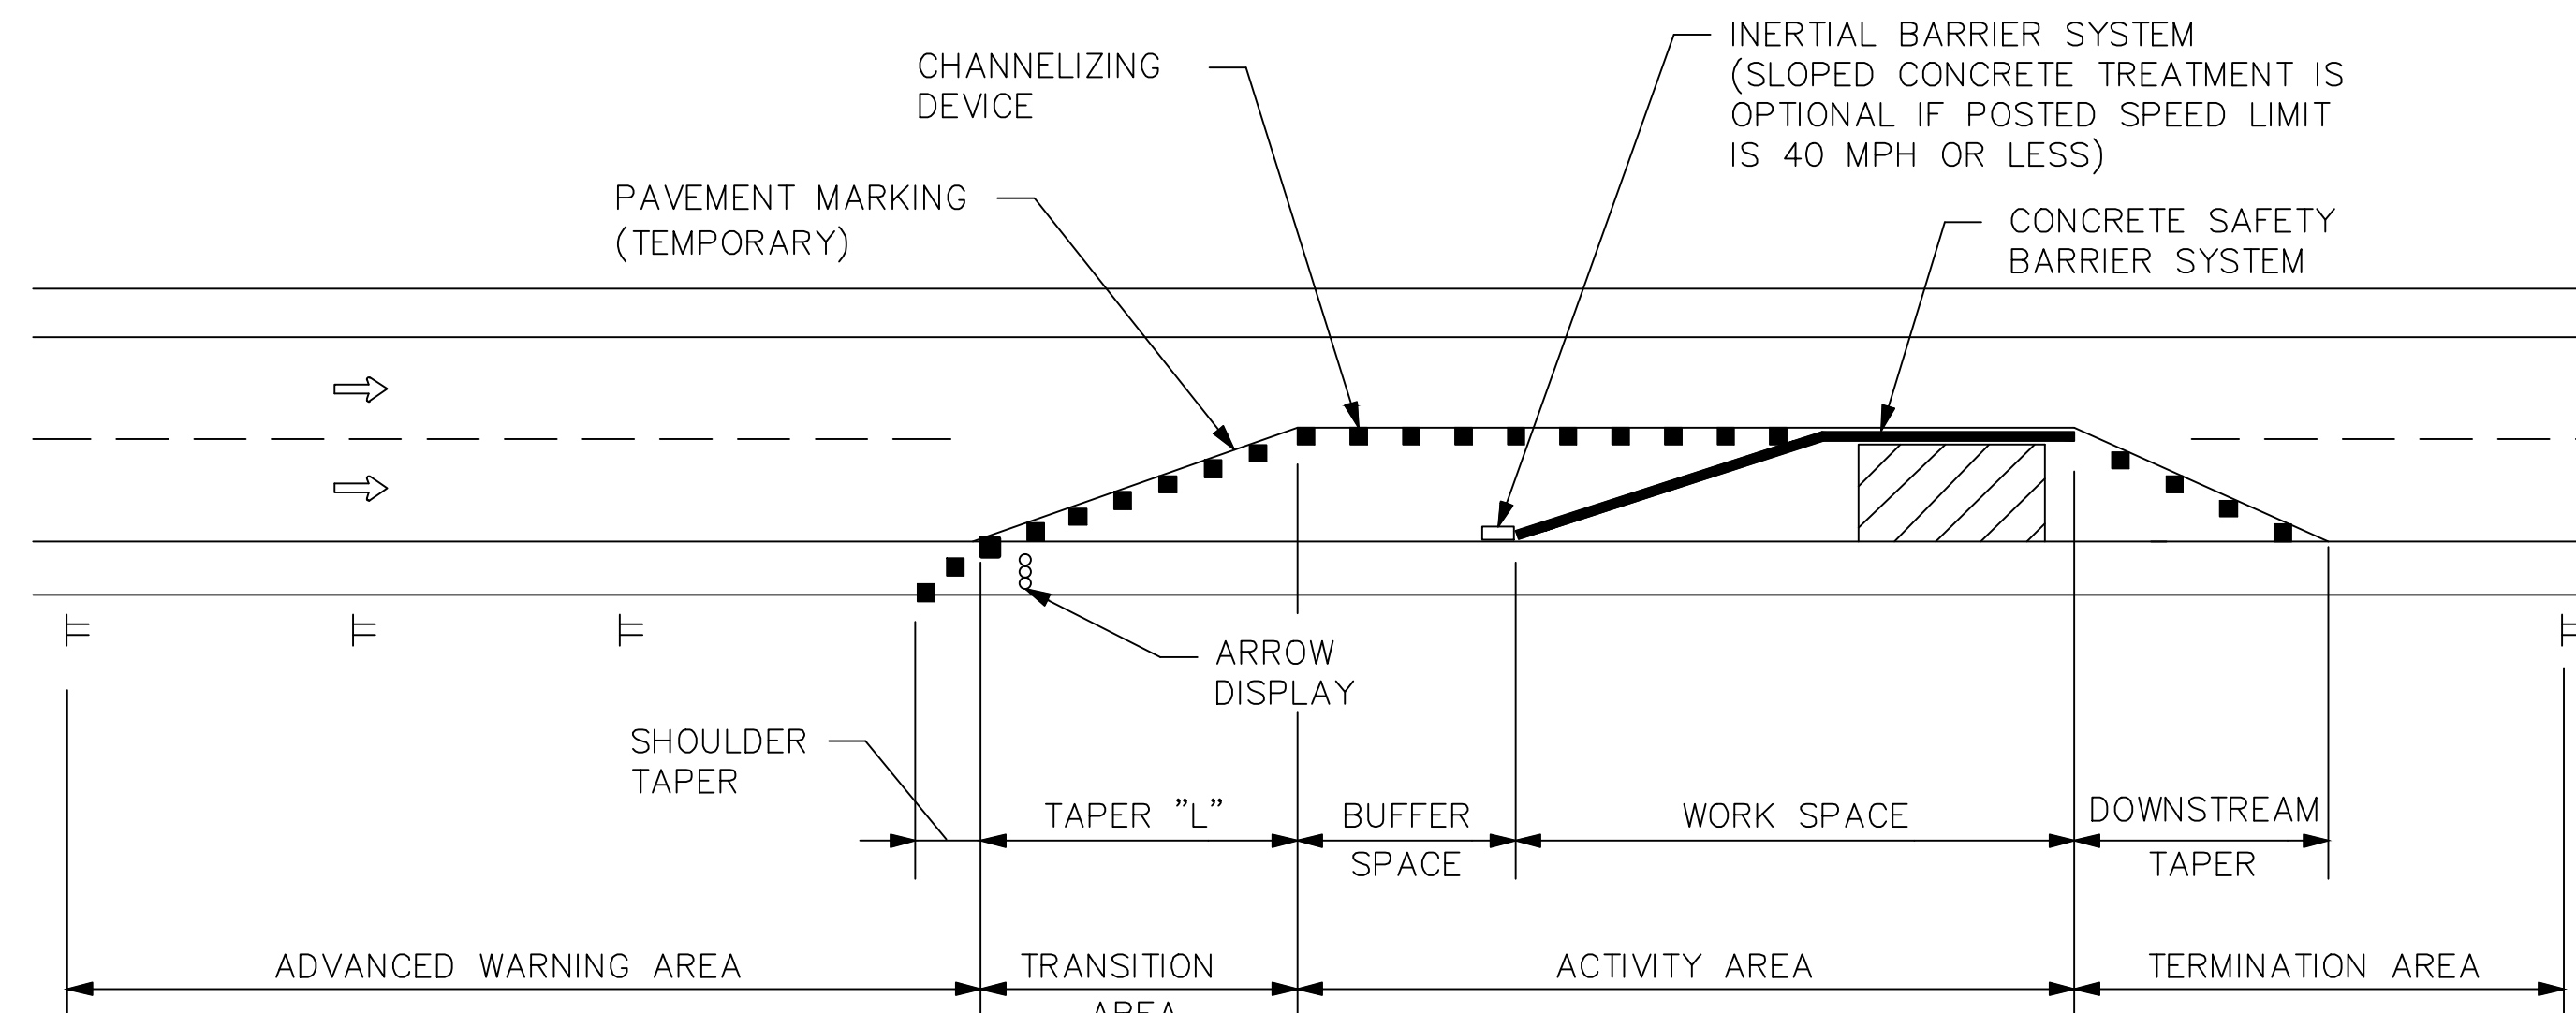 INERTIAL BARRIER SYSTEM
(SLOPED CONCRETE TREATMENT IS
OPTIONAL IF POSTED SPEED LIMIT
IS 40 MPH OR LESS)
CHANNELIZING
DEVICE
PAVEMENT MARKING
(TEMPORARY)
CONCRETE SAFETY
BARRIER SYSTEM
ARROW
DISPLAY
SHOULDER
TAPER
TAPER "L"
BUFFER
SPACE
WORK SPACE
DOWNSTREAM
TAPER
ADVANCED WARNING AREA
TRANSITION
AREA
ACTIVITY AREA
TERMINATION AREA